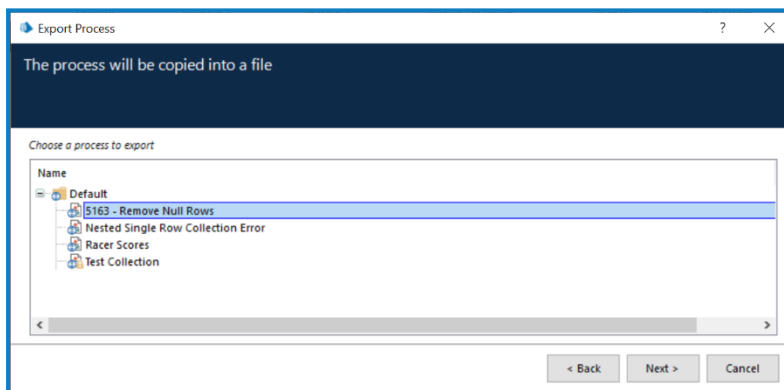 Export Process
?
The process will be copied into a file
Choose a process to export
Name
Default
5163 - Remove Null Rows
Nested Single Row Collection Error
Racer Scores
Test Collection
< Back Next > Cancel